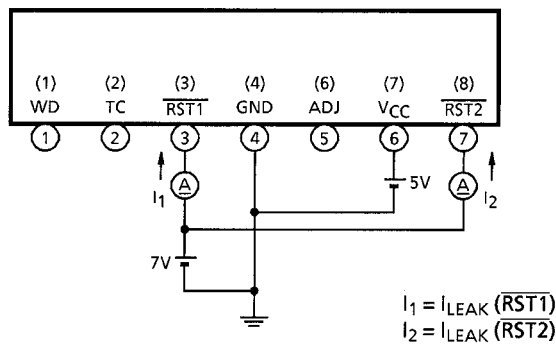 (1) (2) (3) (4) (6) (7) (8)
WD TC RST1 GND ADJ VCC RST2
1 2 3 4 5 6 7
A A
I1 5V I2
7V
I1 = ILEAK (RST1)
I2 = ILEAK (RST2)